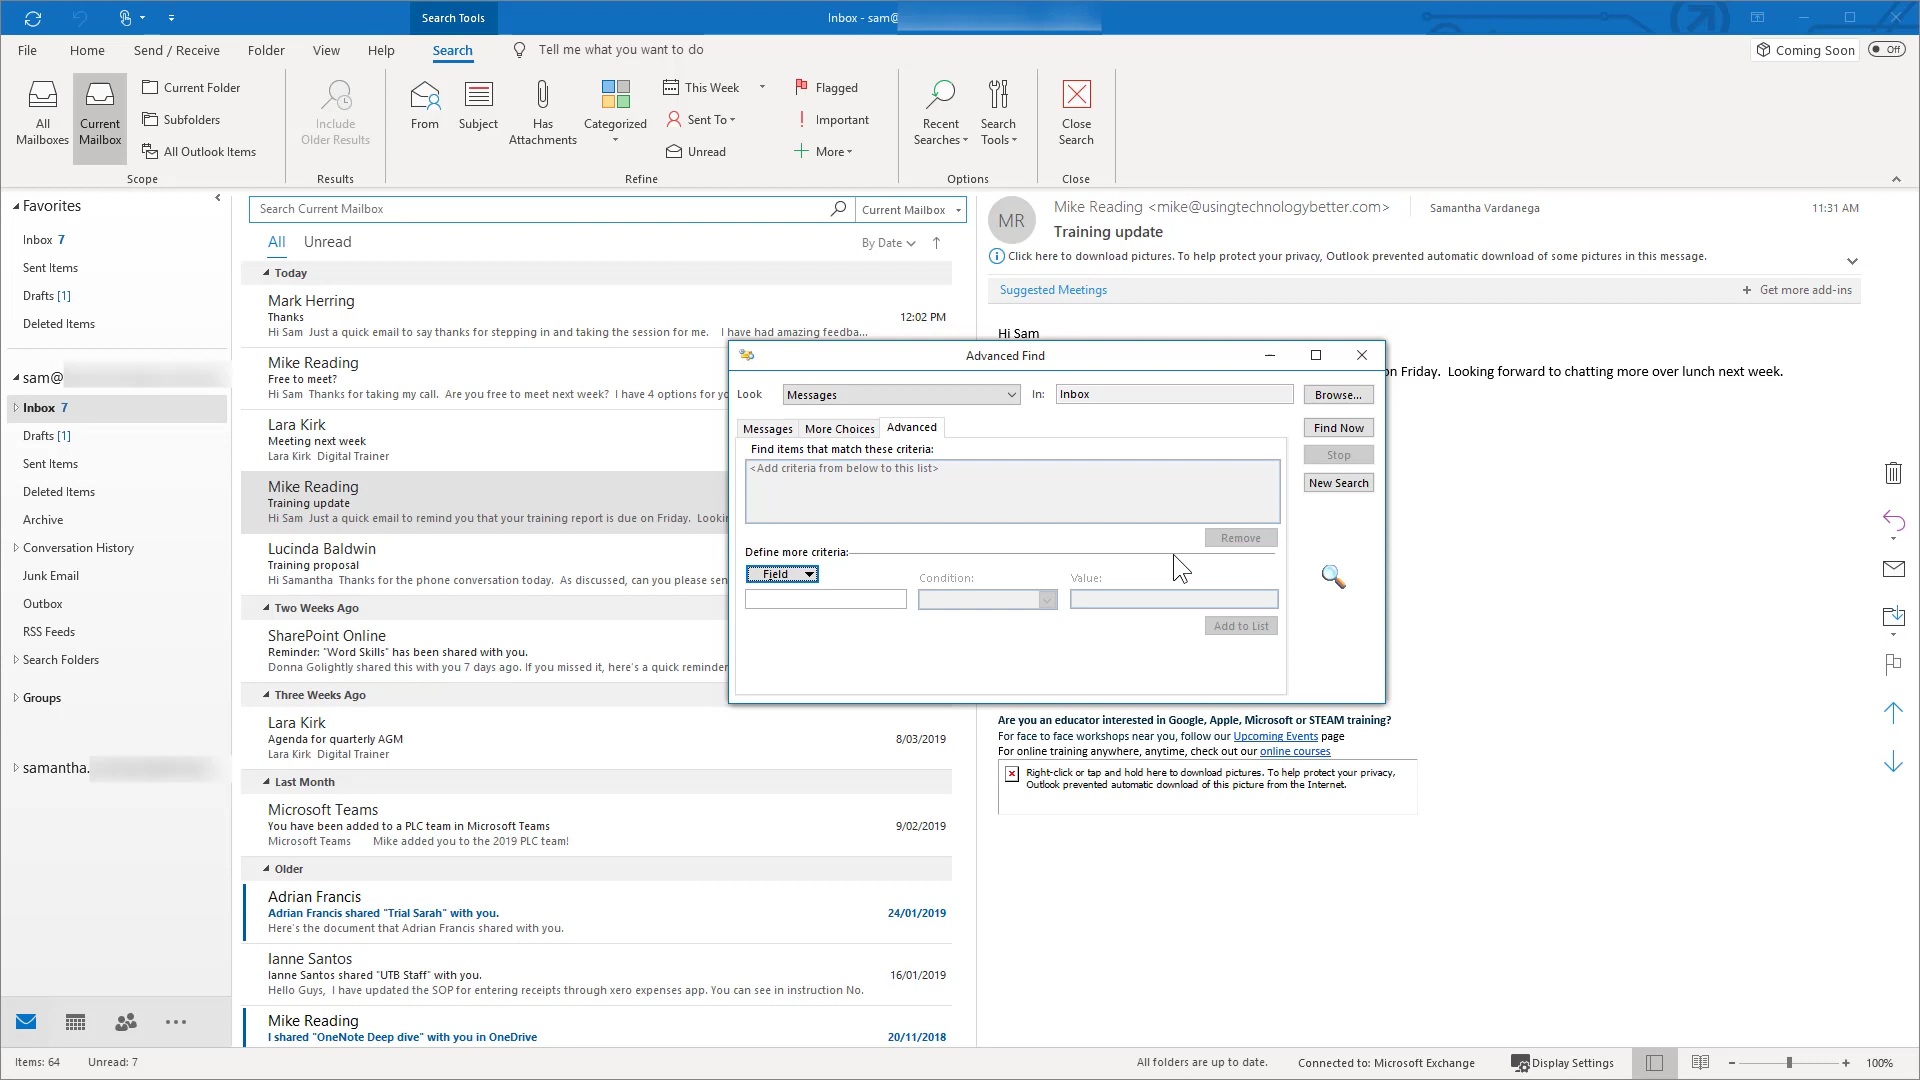 Search Tools
Inbox - sam@
File Home Send / Receive Folder View Help Search Tell me what you want to do
Coming Soon Off
All Mailboxes
Current Mailbox
Current Folder
Subfolders
All Outlook Items
Scope
Include Older Results
Results
From
Subject
Has Attachments
Categorized
This Week
Sent To
Unread
Flagged
Important
More
Refine
Recent Searches
Search Tools
Options
Close Search
Close
Favorites
Inbox 7
Sent Items
Drafts [1]
Deleted Items
sam@
Inbox 7
Drafts [1]
Sent Items
Deleted Items
Archive
Conversation History
Junk Email
Outbox
RSS Feeds
Search Folders
Groups
samantha.
Search Current Mailbox Current Mailbox
All Unread By Date
Today
Mark Herring
Thanks 12:02 PM
Hi Sam Just a quick email to say thanks for stepping in and taking the session for me. I have had amazing feedba...
Mike Reading
Free to meet?
Hi Sam Thanks for taking my call. Are you free to meet next week? I have 4 options for yo
Lara Kirk
Meeting next week
Lara Kirk Digital Trainer
Mike Reading
Training update
Hi Sam Just a quick email to remind you that your training report is due on Friday. Lookin
Lucinda Baldwin
Training proposal
Hi Samantha Thanks for the phone conversation today. As discussed, can you please sen
Two Weeks Ago
SharePoint Online
Reminder: "Word Skills" has been shared with you.
Donna Golightly shared this with you 7 days ago. If you missed it, here's a quick reminder
Three Weeks Ago
Lara Kirk
Agenda for quarterly AGM 8/03/2019
Lara Kirk Digital Trainer
Last Month
Microsoft Teams
You have been added to a PLC team in Microsoft Teams 9/02/2019
Microsoft Teams Mike added you to the 2019 PLC team!
Older
Adrian Francis
Adrian Francis shared "Trial Sarah" with you. 24/01/2019
Here's the document that Adrian Francis shared with you.
Ianne Santos
Ianne Santos shared "UTB Staff" with you. 16/01/2019
Hello Guys, I have updated the SOP for entering receipts through xero expenses app. You can see in instruction No.
Mike Reading
I shared "OneNote Deep dive" with you in OneDrive 20/11/2018
MR
Mike Reading <mike@usingtechnologybetter.com> Samantha Vardanega 11:31 AM
Training update
Click here to download pictures. To help protect your privacy, Outlook prevented automatic download of some pictures in this message.
Suggested Meetings + Get more add-ins
Hi Sam
n Friday. Looking forward to chatting more over lunch next week.
Advanced Find
Look Messages In: Inbox Browse...
Messages More Choices Advanced
Find Now
Find items that match these criteria:
<Add criteria from below to this list>
Stop
New Search
Remove
Define more criteria:
Field Condition: Value:
Add to List
Are you an educator interested in Google, Apple, Microsoft or STEAM training?
For face to face workshops near you, follow our Upcoming Events page
For online training anywhere, anytime, check out our online courses
Right-click or tap and hold here to download pictures. To help protect your privacy,
Outlook prevented automatic download of this picture from the Internet.
Items: 64 Unread: 7 All folders are up to date. Connected to: Microsoft Exchange Display Settings 100%